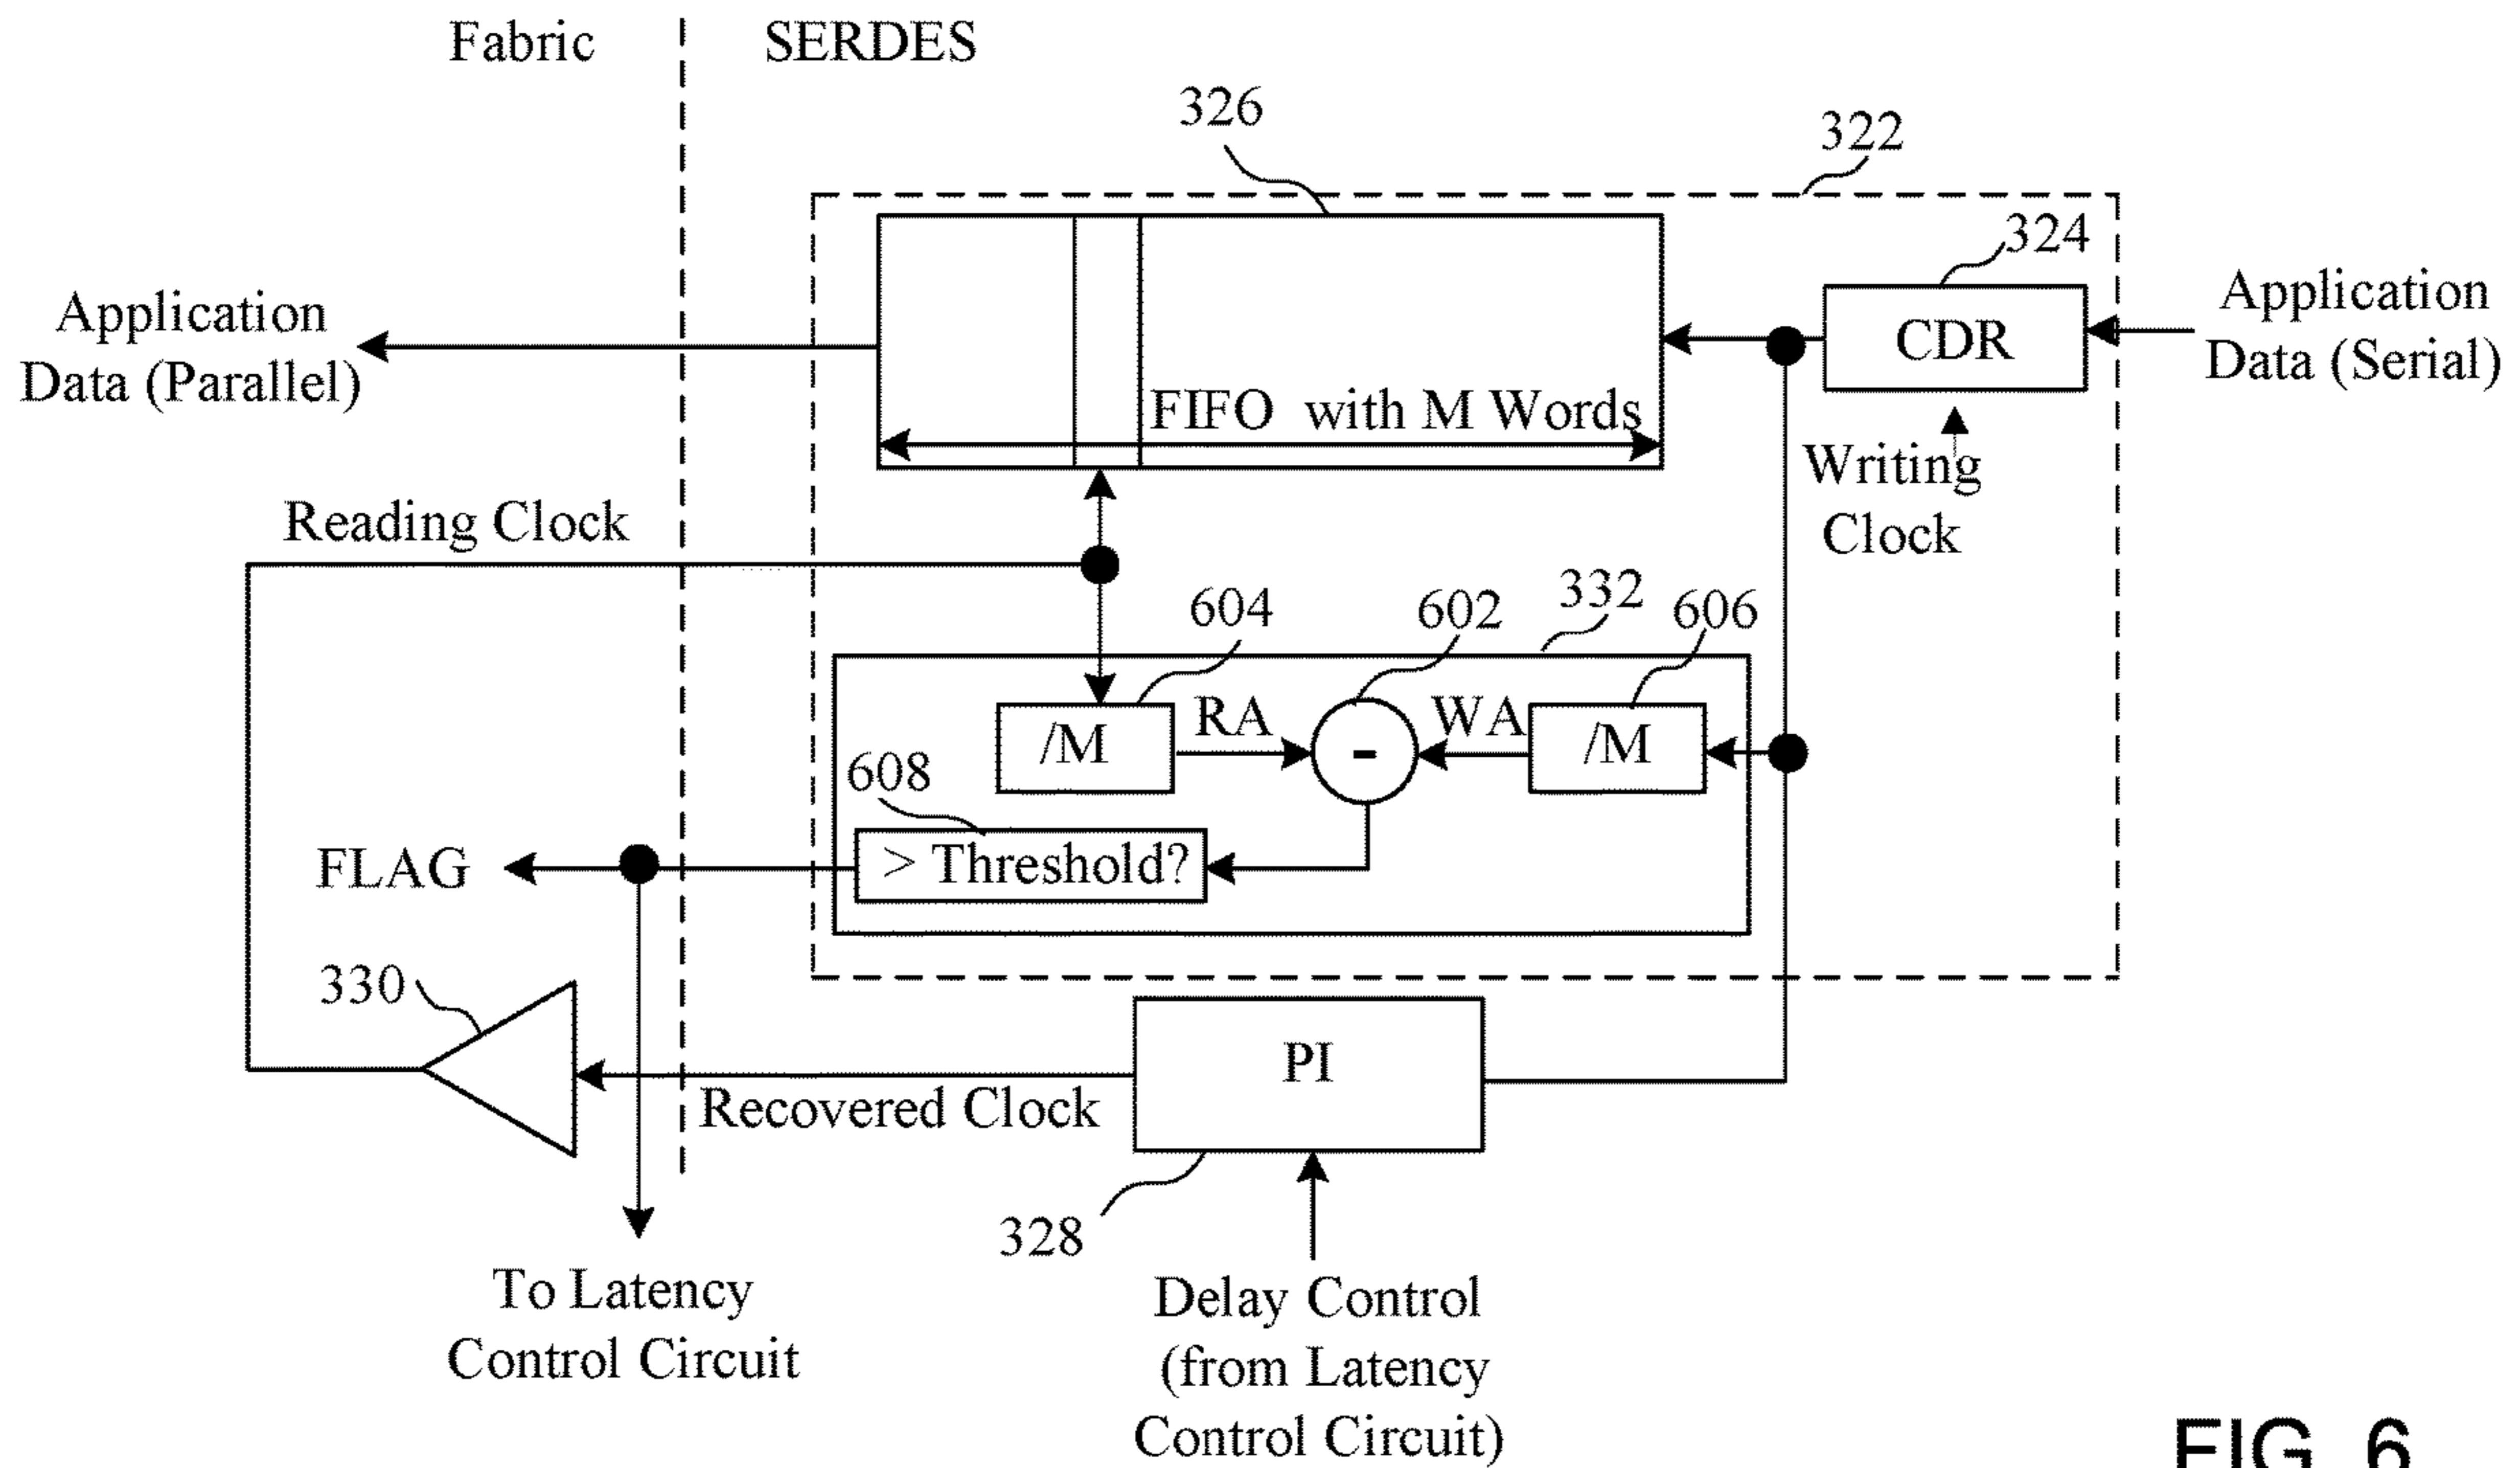 Fabric
SERDES
326
322
324
Application
Data (Parallel)
CDR
Application
Data (Serial)
FIFO with M Words
Writing
Clock
Reading Clock
604
602
332
606
/M
RA
-
WA
/M
608
> Threshold?
FLAG
330
PI
Recovered Clock
328
To Latency
Control Circuit
Delay Control
(from Latency
Control Circuit)
FIG. 6